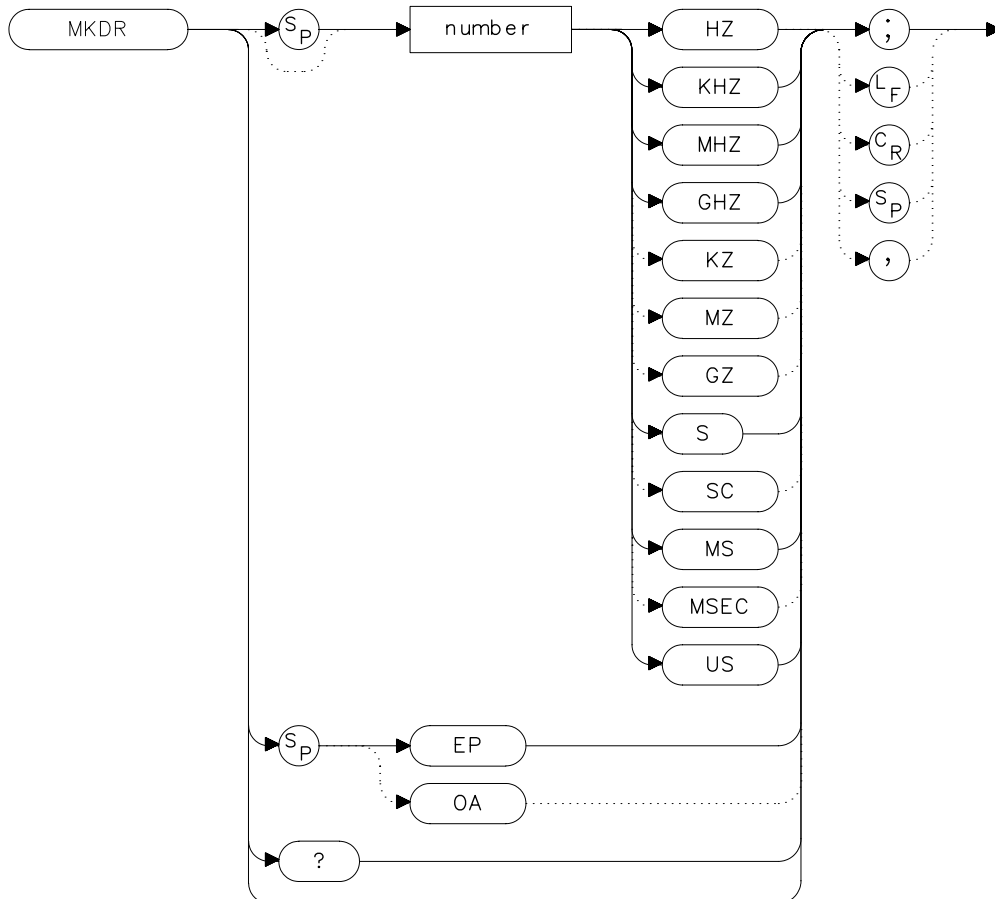 MKDR SP number HZ ;
KHZ LF
MHZ CR
GHZ SP
KZ ,
MZ
GZ
S
SC
MS
MSEC
US
SP EP
OA
?